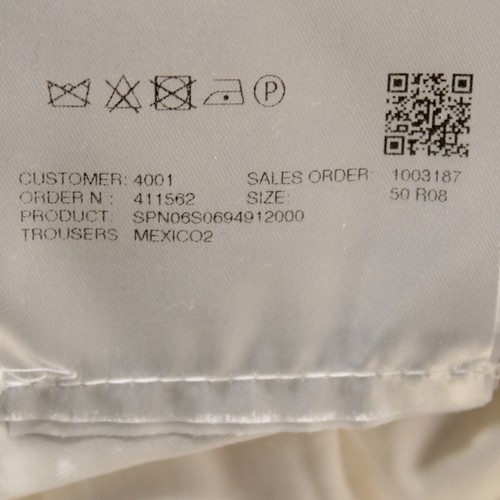 P
CUSTOMER: 4001 SALES ORDER: 1003187
ORDER N : 411562 SIZE: 50 R08
PRODUCT: SPN06S0694912000
TROUSERS MEXICO2